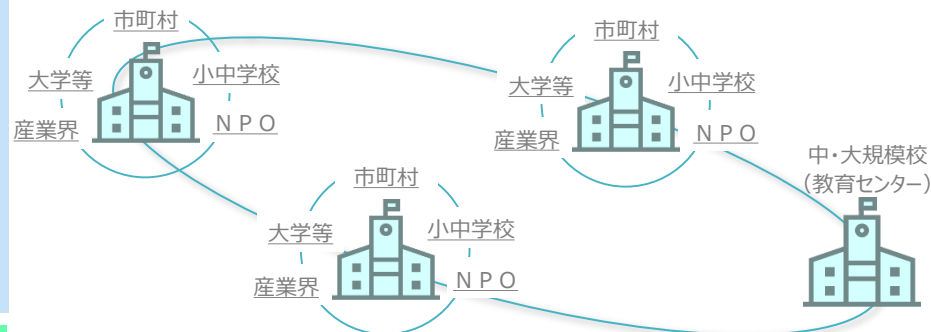 市町村
大学等
小中学校
産業界
ＮＰＯ
市町村
大学等
小中学校
産業界
ＮＰＯ
中・大規模校
（教育センター）
市町村
大学等
小中学校
産業界
ＮＰＯ